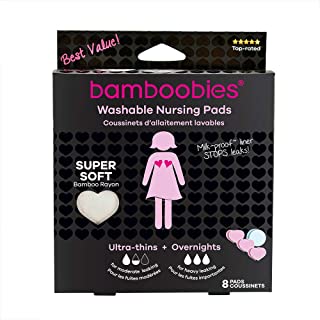 Best Value!
Top-rated
bamboobies®
Washable Nursing Pads
Coussinets d'allaitement lavables
Milk-proof™ liner
STOPS leaks!
SUPER
SOFT
Bamboo Rayon
Ultra-thins + Overnights
for moderate leaking
Pour les fuites modérées
for heavy leaking
Pour les fuites importantes
8 PADS
COUSSINETS